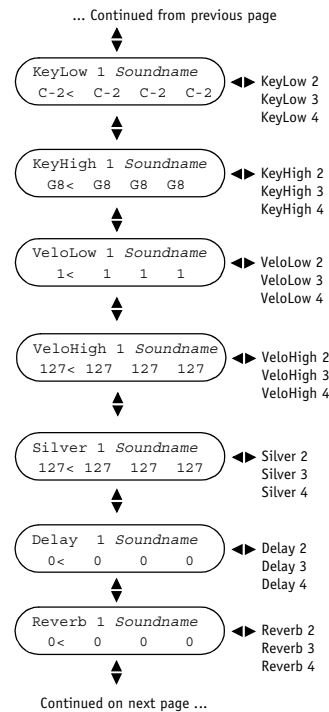 ... Continued from previous page
KeyLow 1 Soundname
C-2< C-2 C-2 C-2
KeyLow 2
KeyLow 3
KeyLow 4
KeyHigh 1 Soundname
G8< G8 G8 G8
KeyHigh 2
KeyHigh 3
KeyHigh 4
VeloLow 1 Soundname
1< 1 1 1
VeloLow 2
VeloLow 3
VeloLow 4
VeloHigh 1 Soundname
127< 127 127 127
VeloHigh 2
VeloHigh 3
VeloHigh 4
Silver 1 Soundname
127< 127 127 127
Silver 2
Silver 3
Silver 4
Delay 1 Soundname
0< 0 0 0
Delay 2
Delay 3
Delay 4
Reverb 1 Soundname
0< 0 0 0
Reverb 2
Reverb 3
Reverb 4
Continued on next page ...